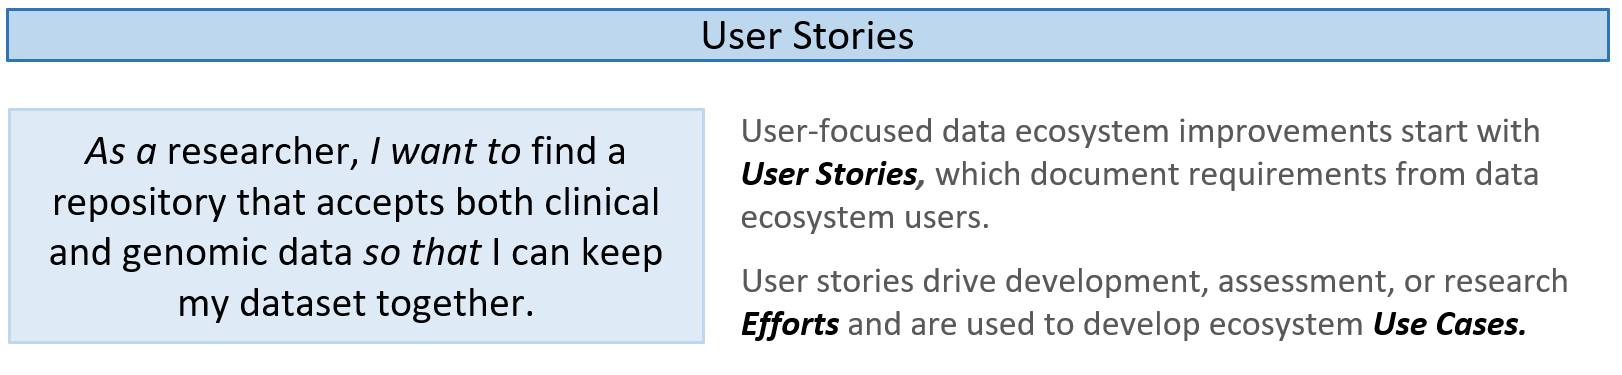 User Stories
As a researcher, I want to find a
repository that accepts both clinical
and genomic data so that I can keep
my dataset together.
User-focused data ecosystem improvements start with
User Stories, which document requirements from data
ecosystem users.
User stories drive development, assessment, or research
Efforts and are used to develop ecosystem Use Cases.